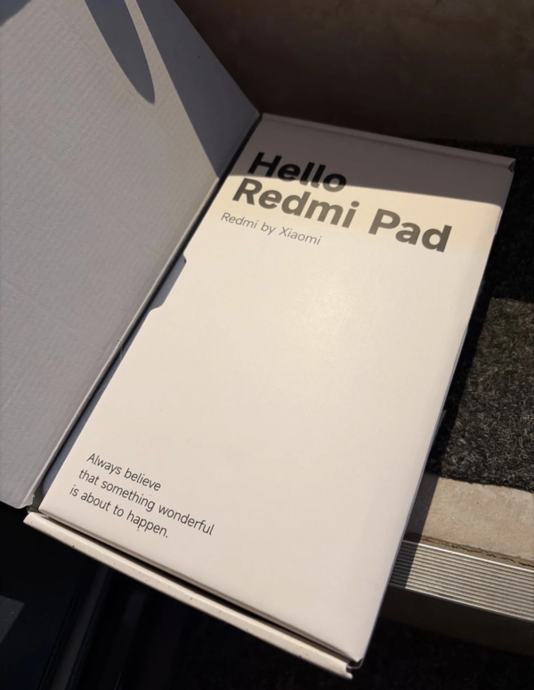 Hello
Redmi Pad
Redmi by Xiaomi
Always believe
that something wonderful
is about to happen.